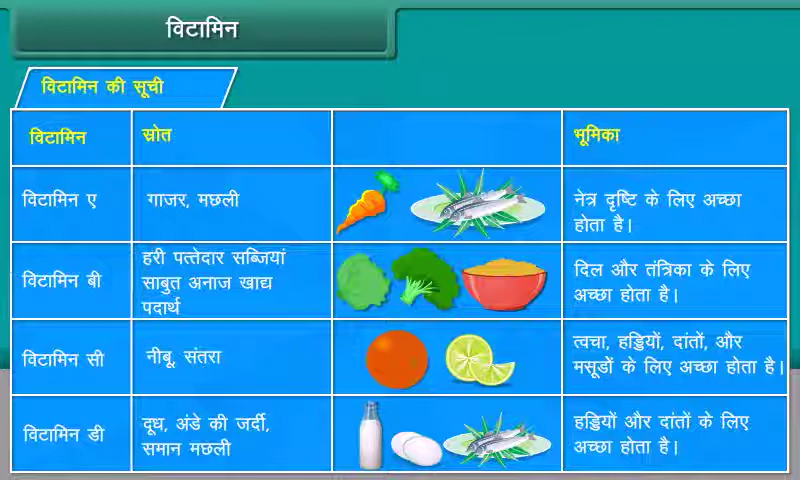 विटामिन
विटामिन की सूची
विटामिन
स्रोत
भूमिका
विटामिन ए
गाजर, मछली
नेत्र दृष्टि के लिए अच्छा
होता है।
विटामिन बी
हरी पत्तेदार सब्जियां
साबुत अनाज खाद्य
पदार्थ
दिल और तंत्रिका के लिए
अच्छा होता है।
विटामिन सी
नीबू, संतरा
त्वचा, हड्डियों, दांतों, और
मसूडों के लिए अच्छा होता है।
विटामिन डी
दूध, अंडे की जर्दी,
समान मछली
हड्डियों और दांतों के लिए
अच्छा होता है।